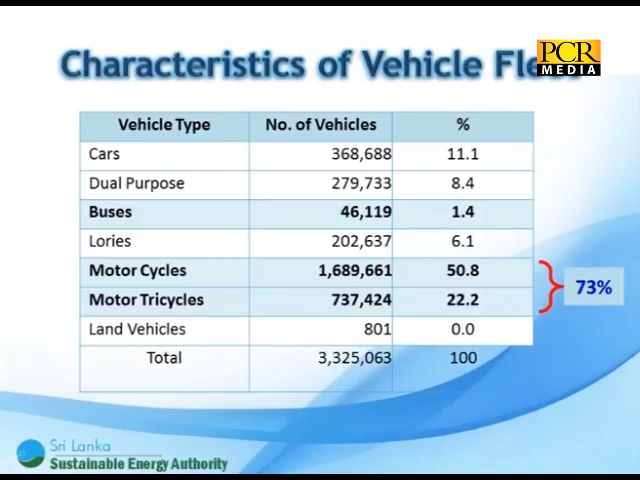 PCR
MEDIA
Characteristics of Vehicle
Vehicle Type No. of Vehicles %
Cars 368,688 11.1
Dual Purpose 279,733 8.4
Buses 46,119 1.4
Lories 202,637 6.1
Motor Cycles 1,689,661 50.8
Motor Tricycles 737,424 22.2
73%
Land Vehicles 801 0.0
Total 3,325,063 100
Sri Lanka
Sustainable Energy Authority